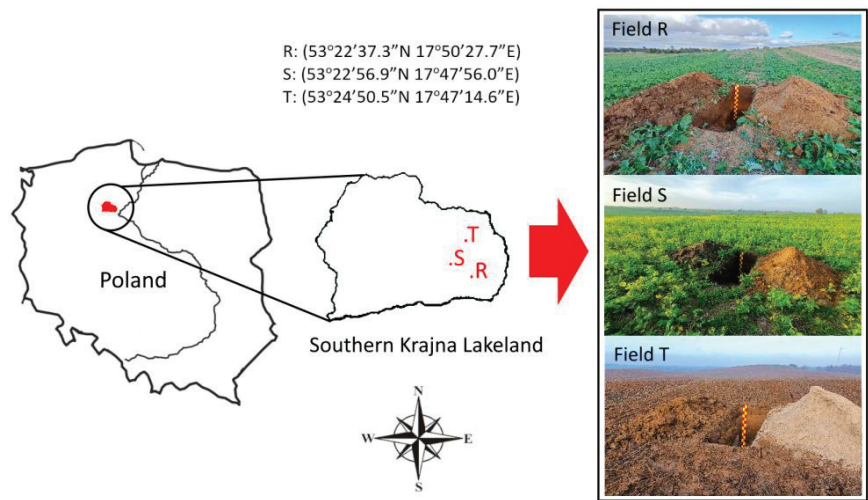 R: (53°22’37.3”N 17°50’27.7”E)
S: (53°22’56.9”N 17°47’56.0”E)
T: (53°24’50.5”N 17°47’14.6”E)
Poland
.T
.S
.R
Southern Krajna Lakeland
N
W
E
S
Field R
Field S
Field T